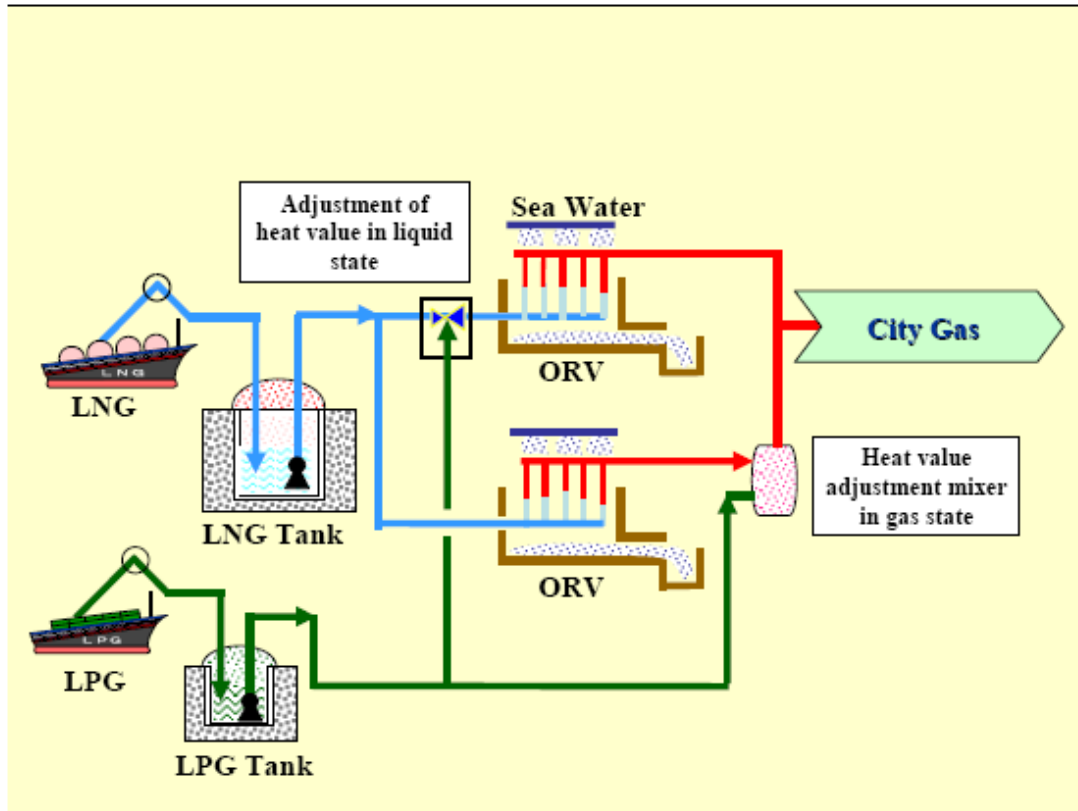 Adjustment of
heat value in liquid
state
Sea Water
City Gas
LNG
LNG
ORV
LNG Tank
Heat value
adjustment mixer
in gas state
ORV
LPG
LPG
LPG Tank